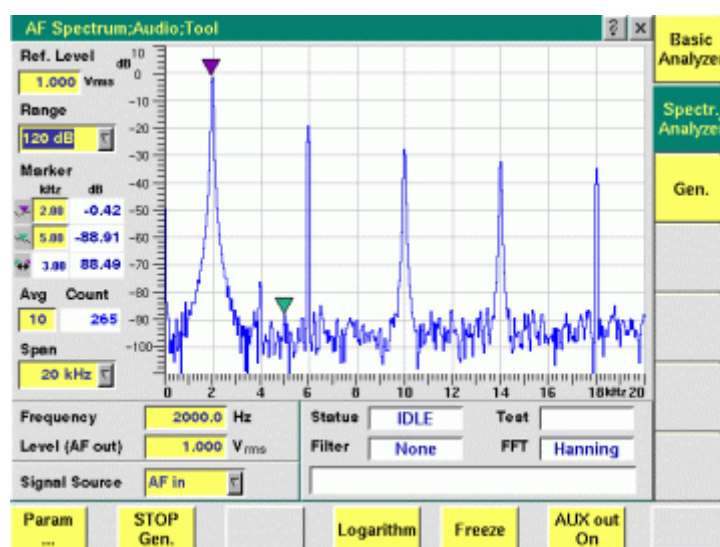 AF Spectrum;Audio;Tool
? x
Basic
Analyzer
Ref. Level
1.000 Vrms
Range
120 dB
Marker
kHz dB
2.00 -0.42
5.00 -88.91
3.00 88.49
Avg Count
10 265
Span
20 kHz
dB
10
0
-10
-20
-30
-40
-50
-60
-70
-80
-90
-100
0 2 4 6 8 10 12 14 16 18 kHz 20
Spectr.
Analyzer
Gen.
Frequency 2000.0 Hz
Level (AF out) 1.000 Vrms
Signal Source AF in
Status IDLE Test
Filter None FFT Hanning
Param
...
STOP
Gen.
Logarithm
Freeze
AUX out
On